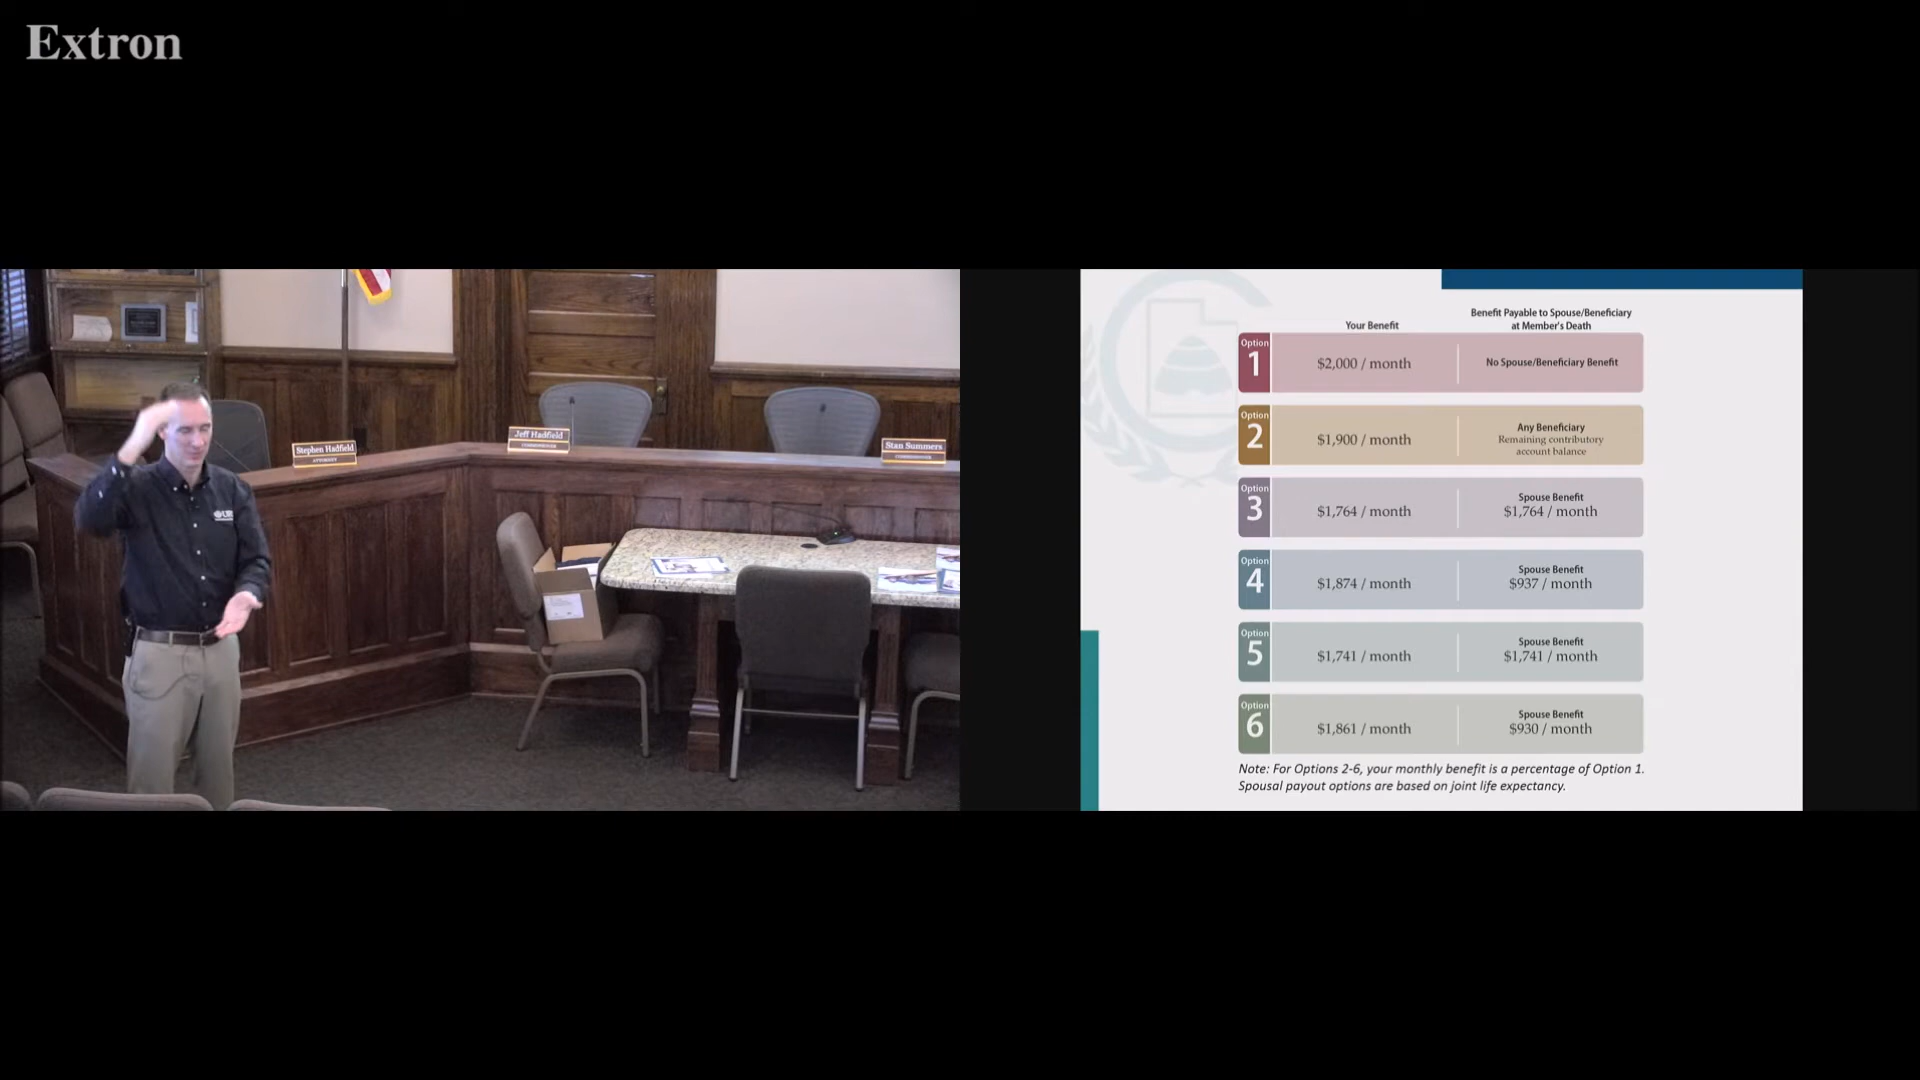 Extron
Stephen Hadfield
ATTORNEY
Jeff Hadfield
COMMISSIONER
Stan Summers
COMMISSIONER
Your Benefit
Benefit Payable to Spouse/Beneficiary
at Member's Death
Option
1
$2,000 / month
No Spouse/Beneficiary Benefit
Option
2
$1,900 / month
Any Beneficiary
Remaining contributory
account balance
Option
3
$1,764 / month
Spouse Benefit
$1,764 / month
Option
4
$1,874 / month
Spouse Benefit
$937 / month
Option
5
$1,741 / month
Spouse Benefit
$1,741 / month
Option
6
$1,861 / month
Spouse Benefit
$930 / month
Note: For Options 2-6, your monthly benefit is a percentage of Option 1.
Spousal payout options are based on joint life expectancy.